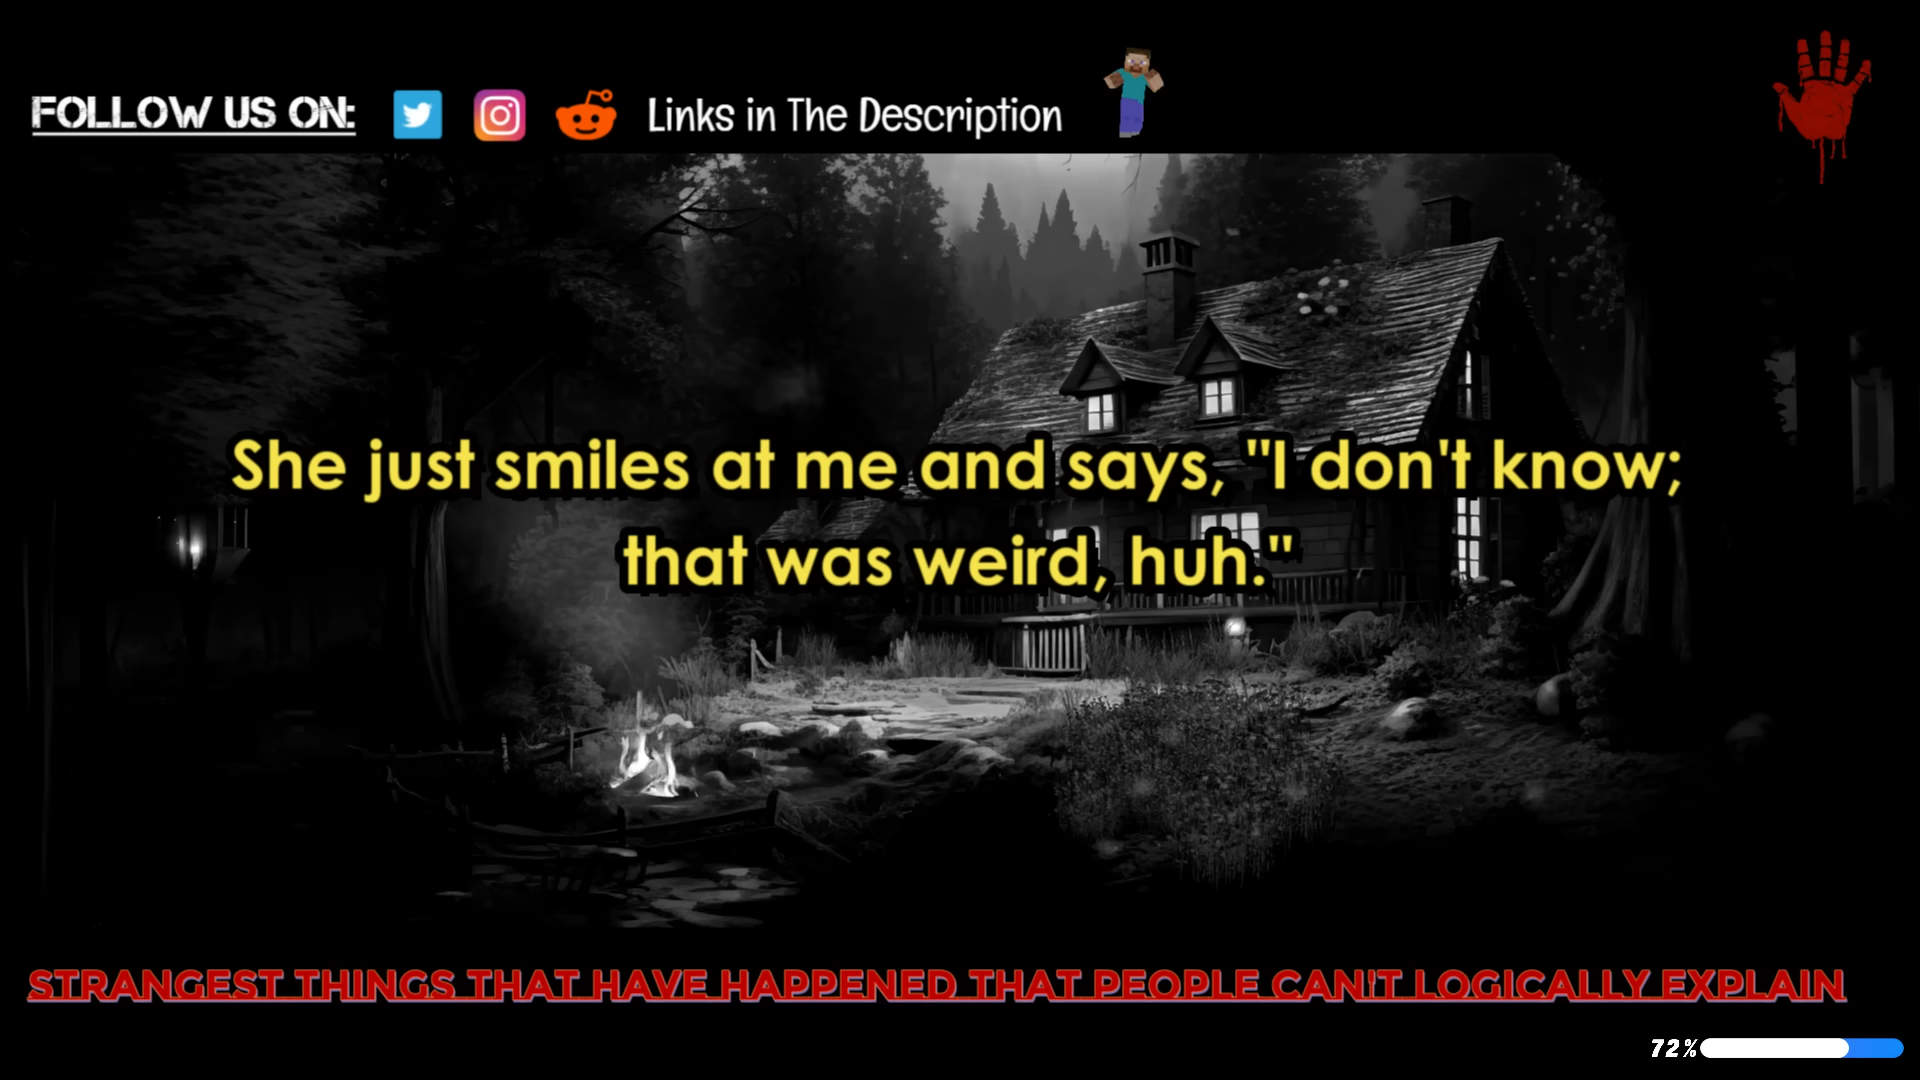 FOLLOW US ON:
Links in The Description
She just smiles at me and says, "I don't know;
that was weird, huh."
STRANGEST THINGS THAT HAVE HAPPENED THAT PEOPLE CAN'T LOGICALLY EXPLAIN
72%